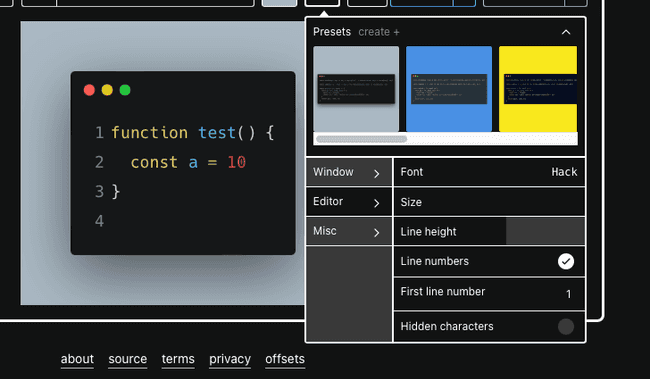 Presets create +
1 function test() {
2 const a = 10
3 }
4
Window
Editor
Misc
Font Hack
Size
Line height
Line numbers
First line number 1
Hidden characters
about source terms privacy offsets